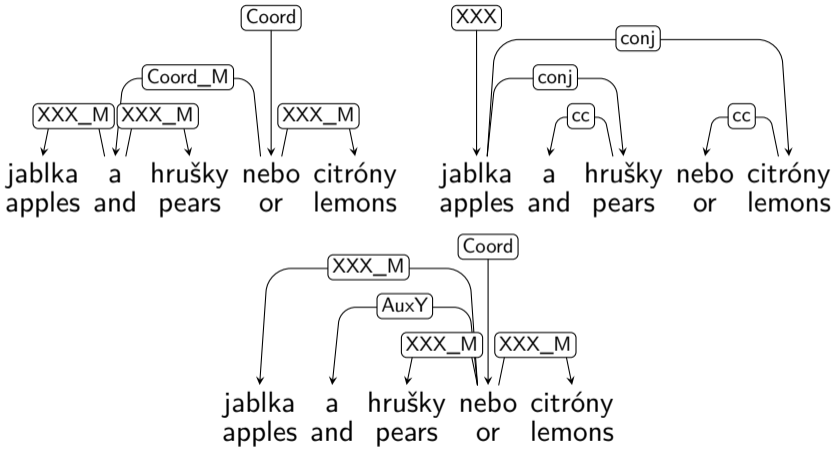 Coord
Coord_M
XXX_M XXX_M XXX_M
jablka a hrušky nebo citróny
apples and pears or lemons
XXX
conj
conj
cc cc
jablka a hrušky nebo citróny
apples and pears or lemons
Coord
XXX_M
AuxY
XXX_M XXX_M
jablka a hrušky nebo citróny
apples and pears or lemons